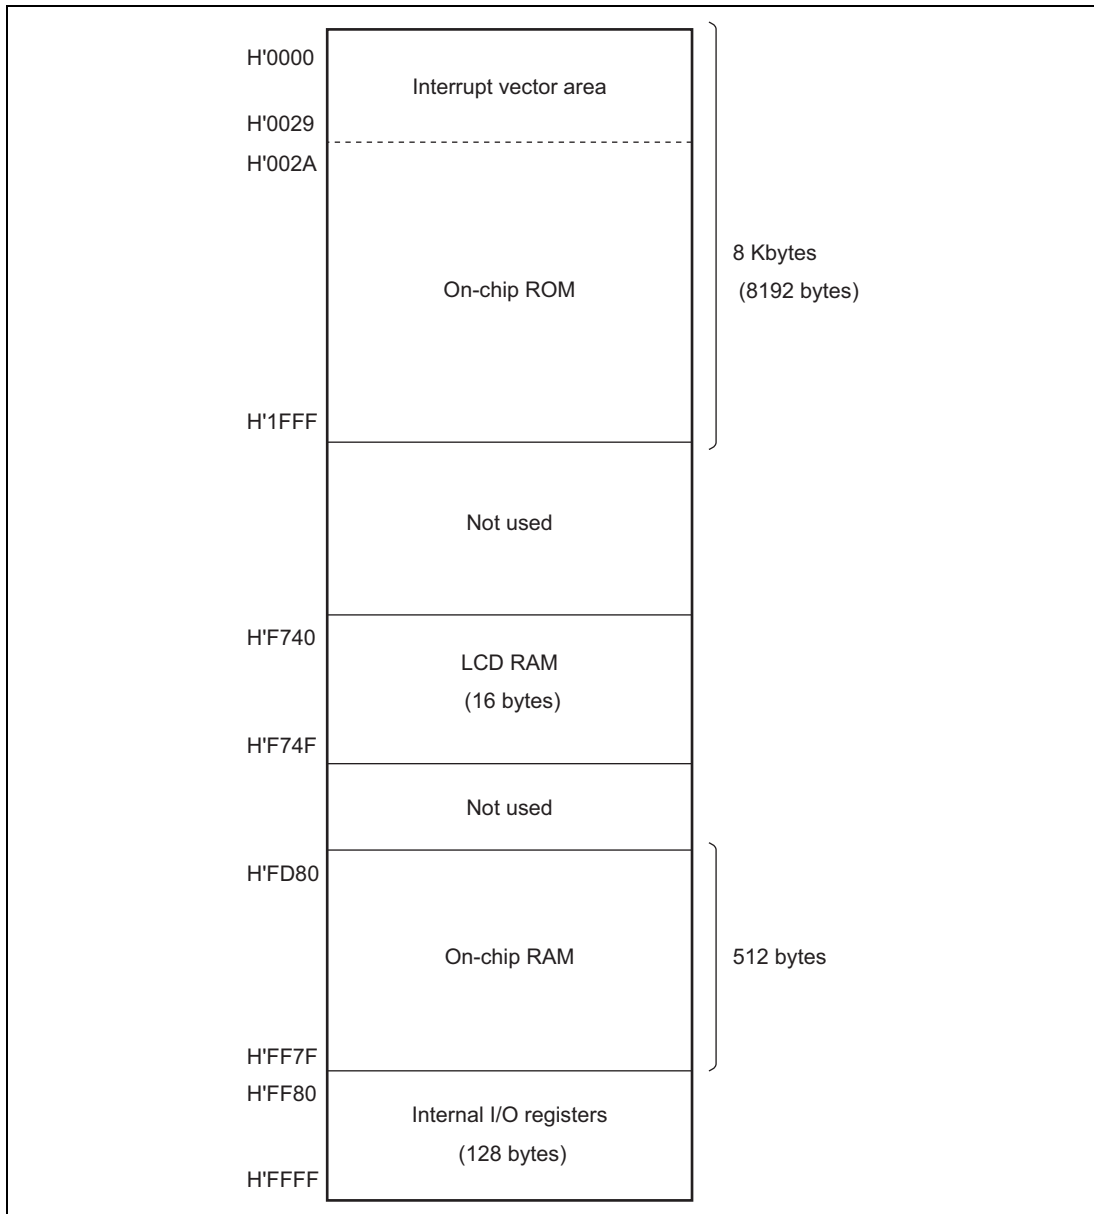 H'0000
Interrupt vector area
H'0029
H'002A
On-chip ROM
8 Kbytes
(8192 bytes)
H'1FFF
Not used
H'F740
LCD RAM
(16 bytes)
H'F74F
Not used
H'FD80
On-chip RAM
512 bytes
H'FF7F
H'FF80
Internal I/O registers
(128 bytes)
H'FFFF